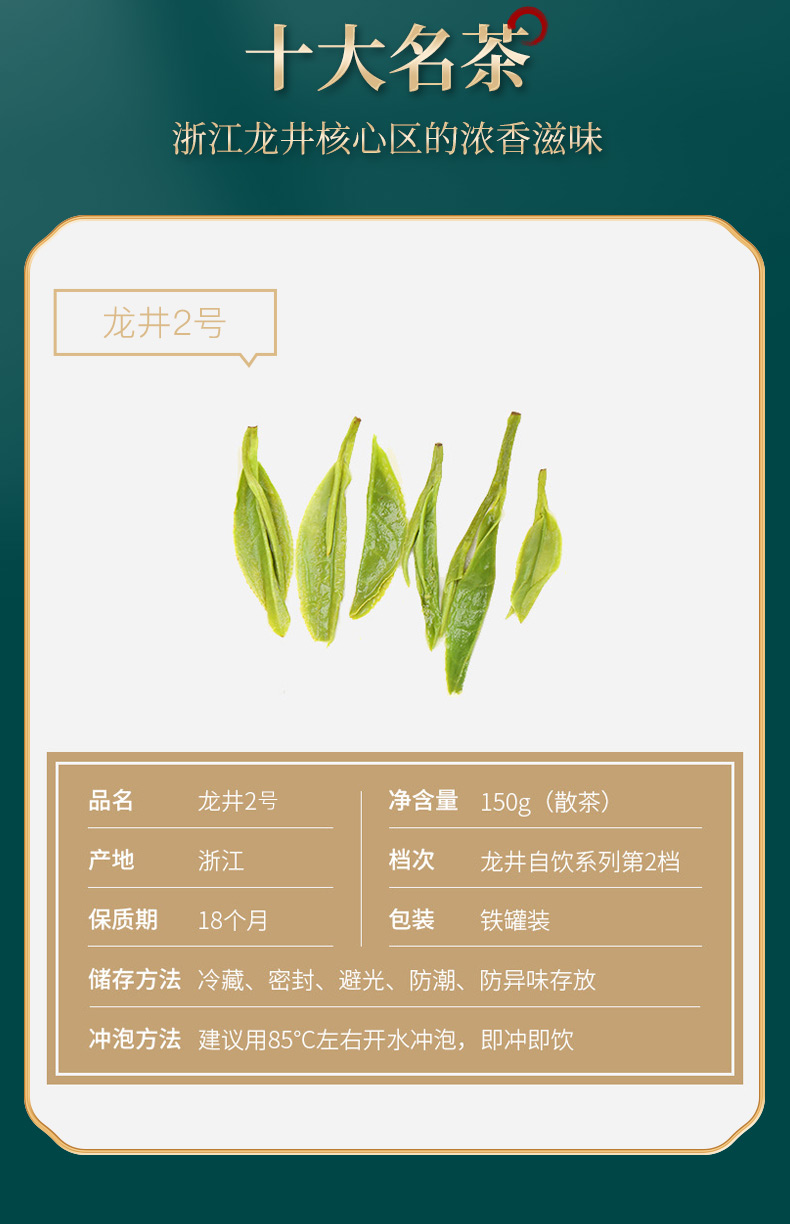 十大名茶
浙江龙井核心区的浓香滋味
龙井2号
品名 龙井2号 净含量 150g（散茶）
产地 浙江 档次 龙井自饮系列第2档
保质期 18个月 包装 铁罐装
储存方法 冷藏、密封、避光、防潮、防异味存放
冲泡方法 建议用85℃左右开水冲泡，即冲即饮